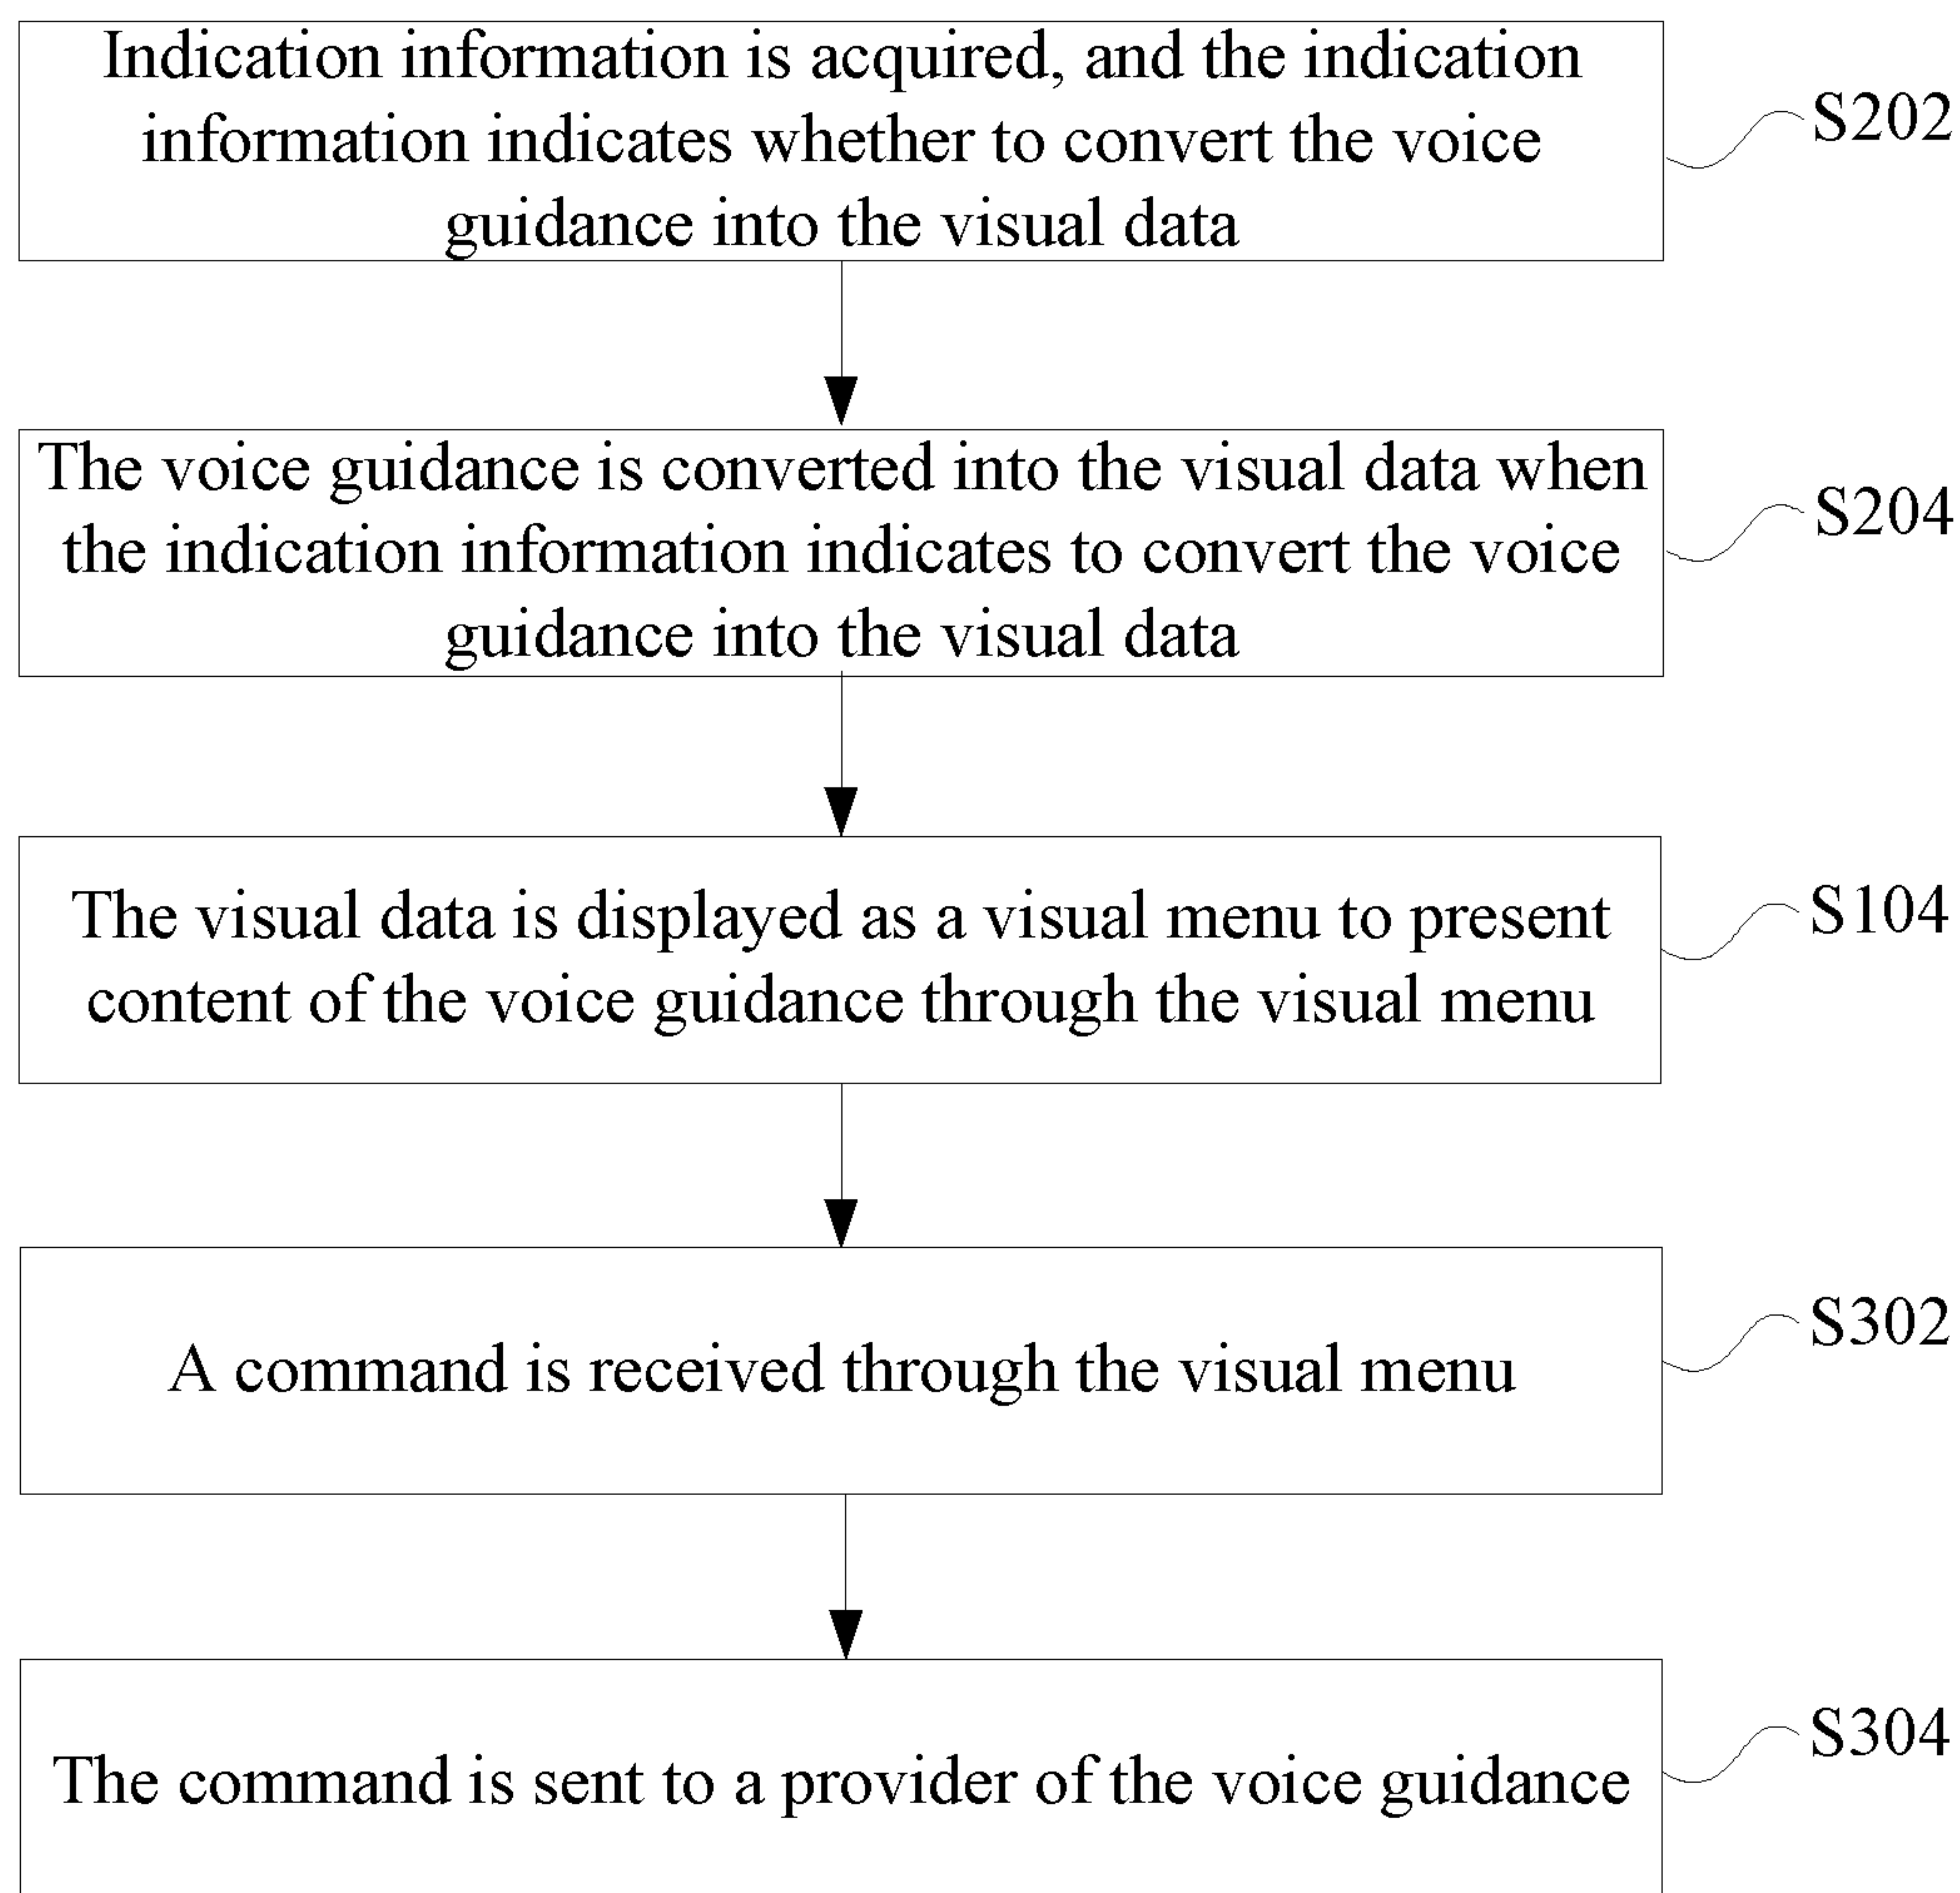 Indication information is acquired, and the indication
information indicates whether to convert the voice
guidance into the visual data
S202
The voice guidance is converted into the visual data when
the indication information indicates to convert the voice
guidance into the visual data
S204
The visual data is displayed as a visual menu to present
content of the voice guidance through the visual menu
S104
A command is received through the visual menu
S302
The command is sent to a provider of the voice guidance
S304